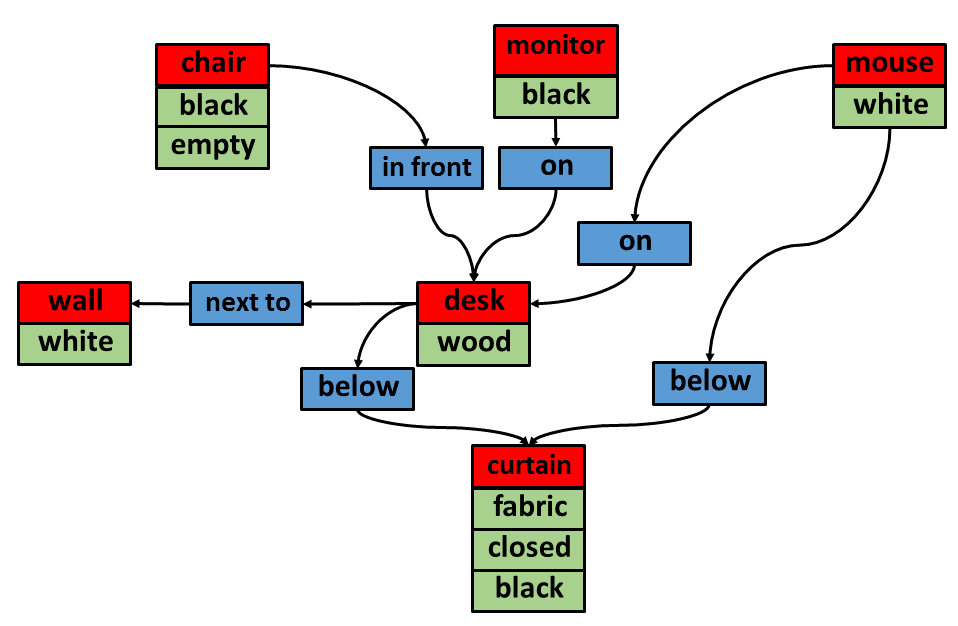 chair
black
empty
monitor
black
mouse
white
in front
on
on
wall
white
next to
desk
wood
below
below
curtain
fabric
closed
black